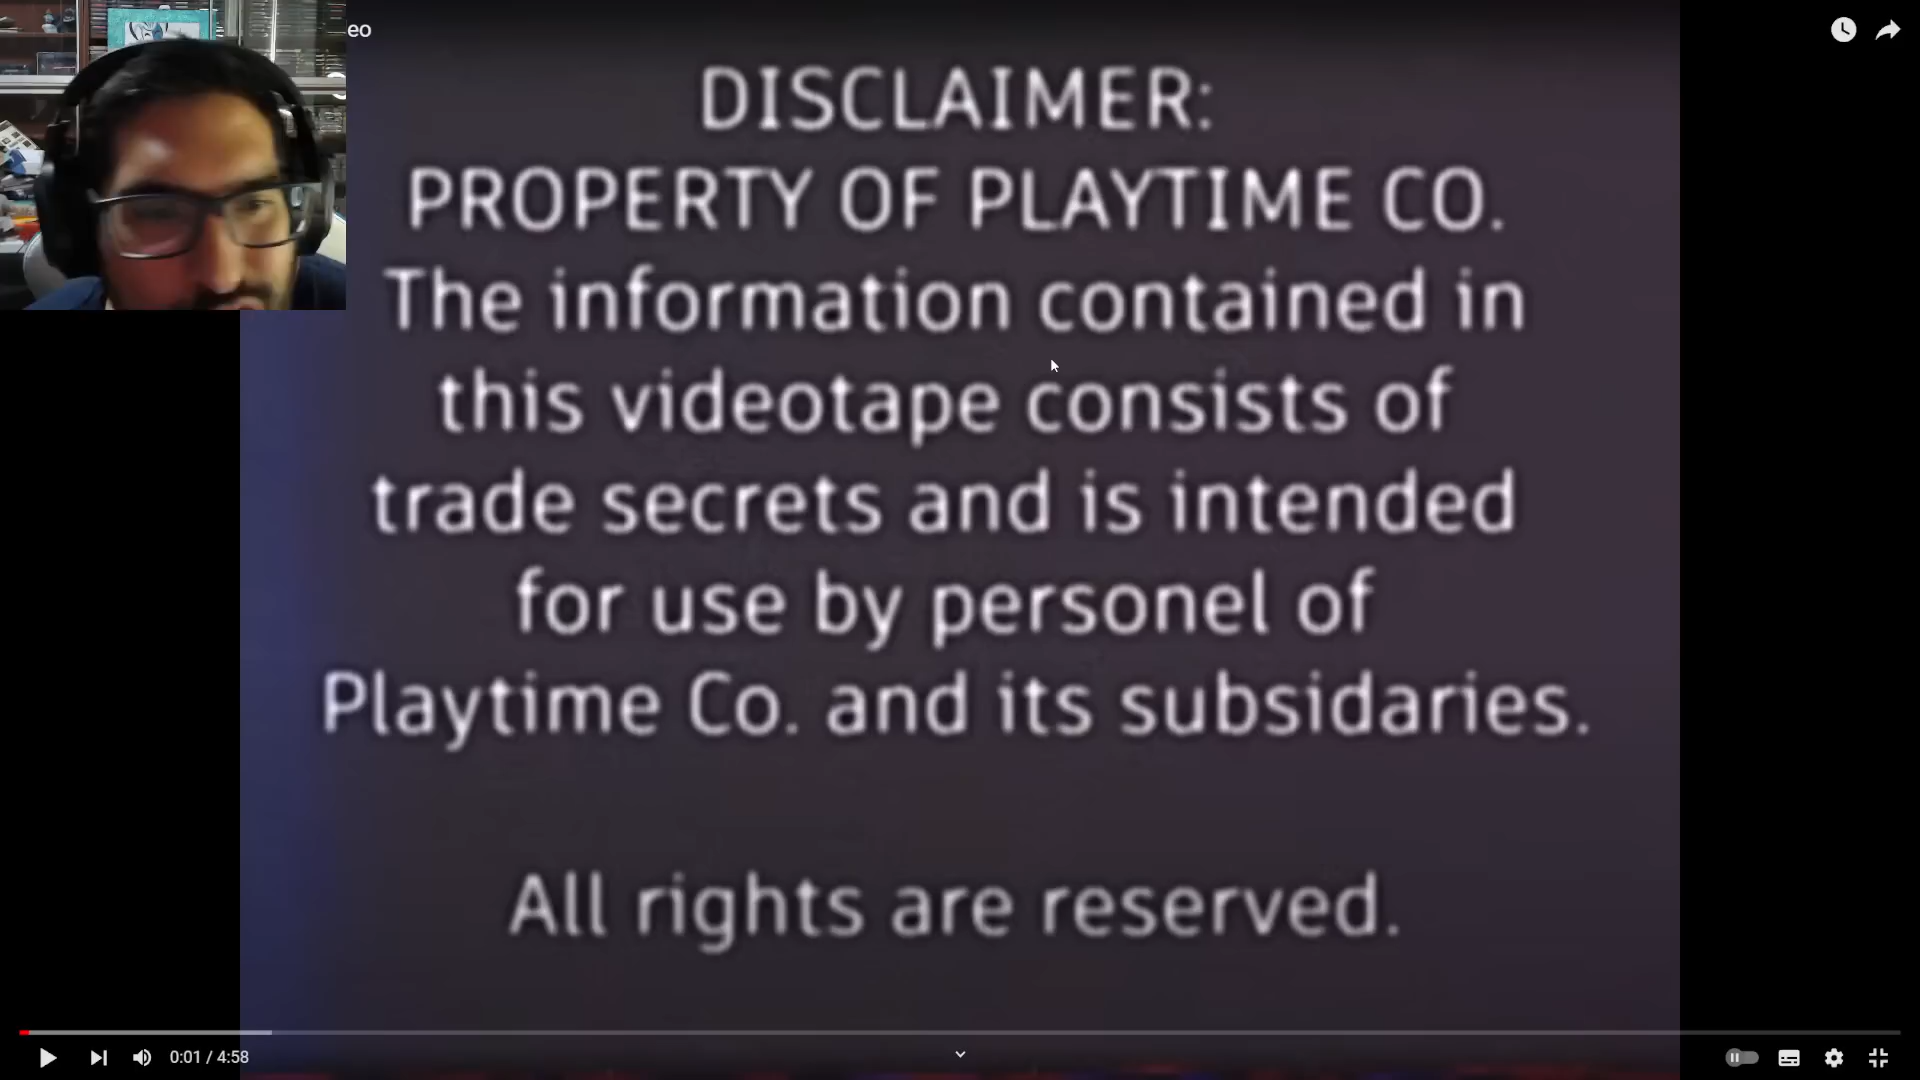 eo
DISCLAIMER:
PROPERTY OF PLAYTIME CO.
The information contained in
this videotape consists of
trade secrets and is intended
for use by personel of
Playtime Co. and its subsidaries.
All rights are reserved.
0:01 / 4:58